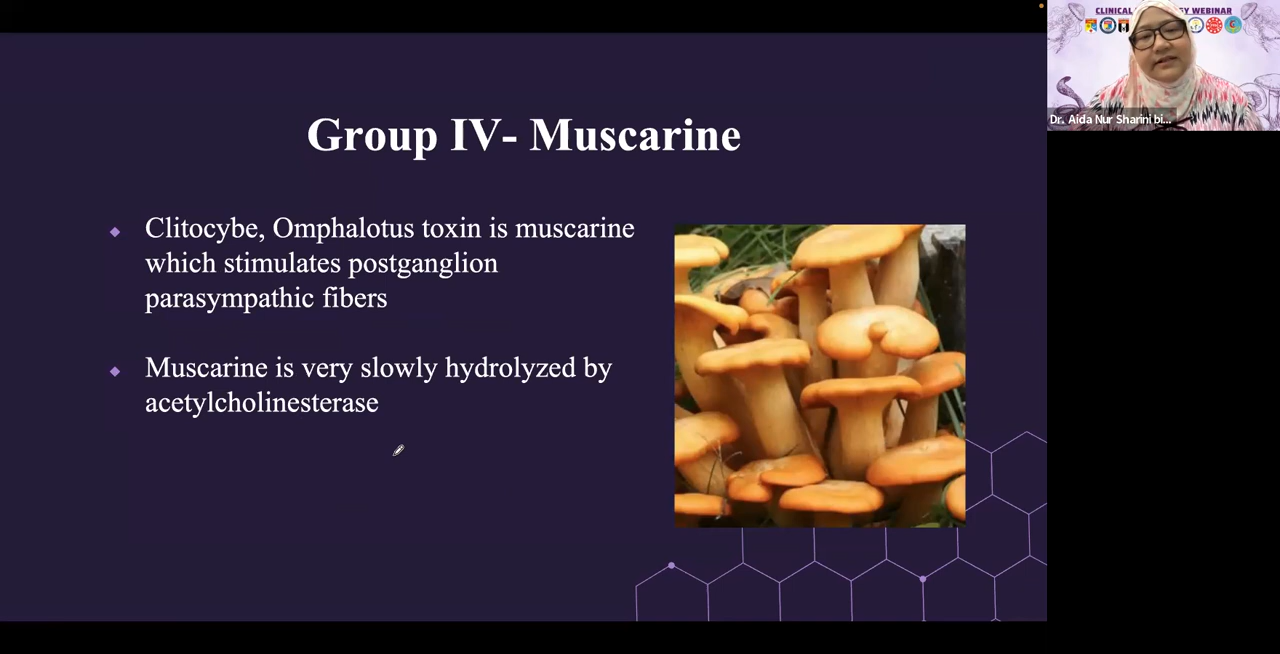 CLINICAL
WEBINAR
Dr. Aida Nur Sharini bi...
Group IV- Muscarine
Clitocybe, Omphalotus toxin is muscarine
which stimulates postganglion
parasympathic fibers
Muscarine is very slowly hydrolyzed by
acetylcholinesterase